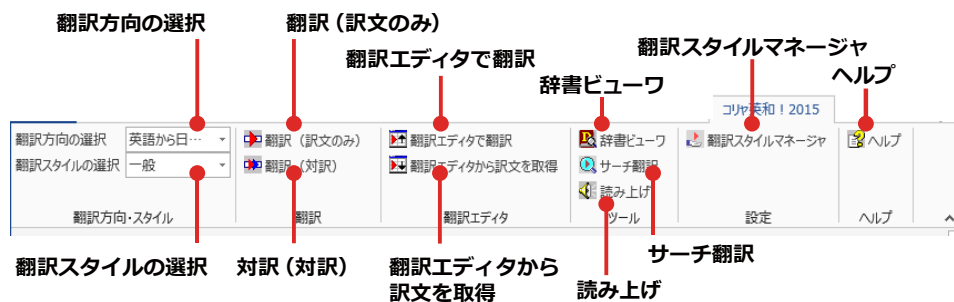 翻訳方向の選択
翻訳（訳文のみ）
翻訳エディタで翻訳
辞書ビューワ
翻訳スタイルマネージャ
ヘルプ
コリャ英和！2015
翻訳方向の選択 英語から日…
翻訳（訳文のみ）
翻訳エディタで翻訳
辞書ビューワ
翻訳スタイルマネージャ
ヘルプ
翻訳スタイルの選択 一般
翻訳（対訳）
翻訳エディタから訳文を取得
サーチ翻訳
読み上げ
翻訳方向・スタイル
翻訳
翻訳エディタ
ツール
設定
ヘルプ
翻訳スタイルの選択
対訳（対訳）
翻訳エディタから
訳文を取得
読み上げ
サーチ翻訳